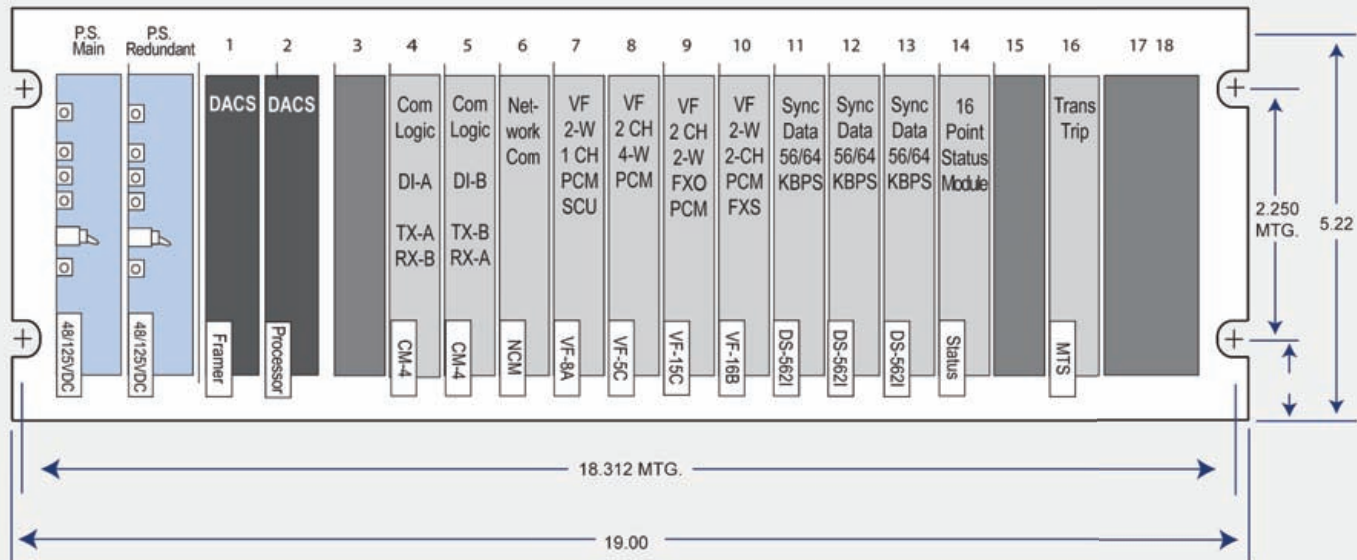 P.S.
Main
P.S.
Redundant
1
2
3
4
5
6
7
8
9
10
11
12
13
14
15
16
17 18
DACS
DACS
Com
Logic
DI-A
TX-A
RX-B
Com
Logic
DI-B
TX-B
RX-A
Net-
work
Com
VF
2-W
1 CH
PCM
SCU
VF
2 CH
4-W
PCM
VF
2 CH
2-W
FXO
PCM
VF
2-W
2-CH
PCM
FXS
Sync
Data
56/64
KBPS
Sync
Data
56/64
KBPS
Sync
Data
56/64
KBPS
16
Point
Status
Module
Trans
Trip
48/125VDC
48/125VDC
Framer
Processor
CM-4
CM-4
NCM
VF-8A
VF-5C
VF-15C
VF-16B
DS-562I
DS-562I
DS-562I
Status
MTS
2.250
MTG.
5.22
18.312 MTG.
19.00